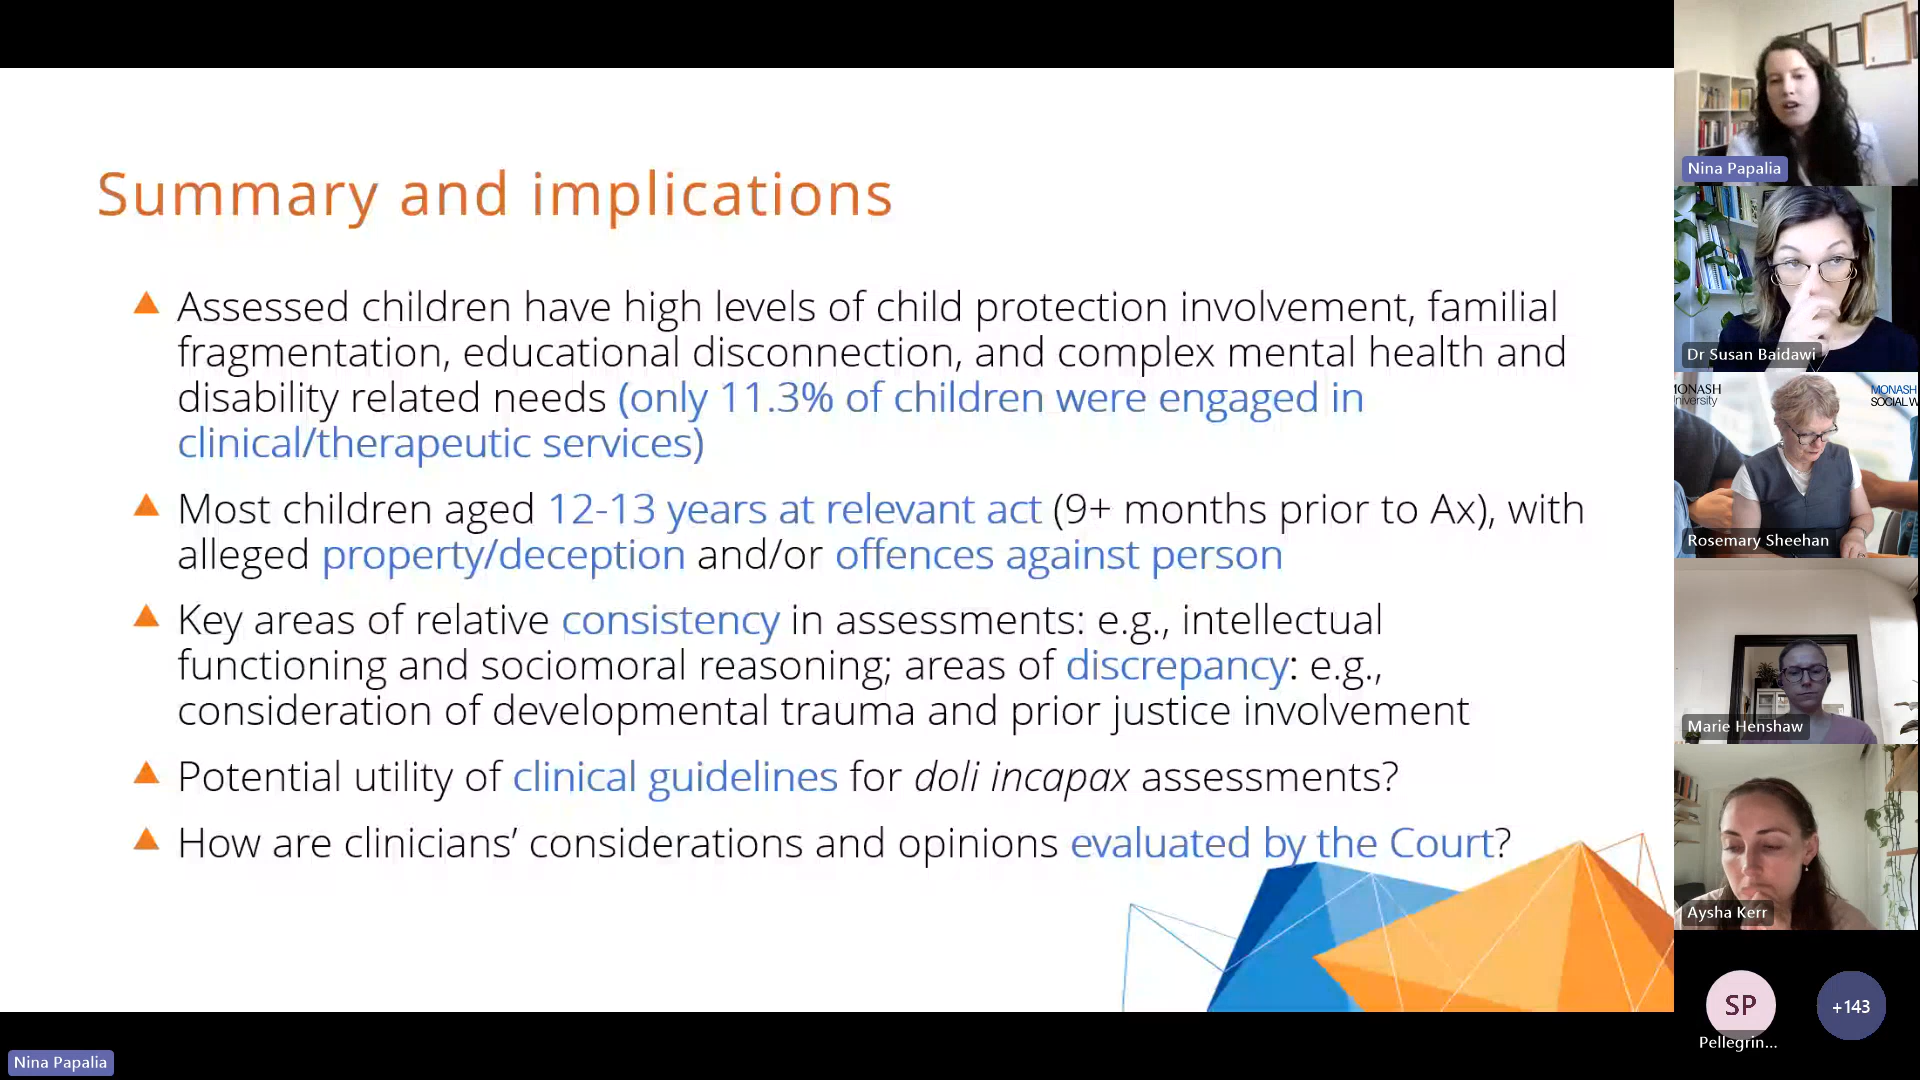 Summary and implications
Assessed children have high levels of child protection involvement, familial
fragmentation, educational disconnection, and complex mental health and
disability related needs (only 11.3% of children were engaged in
clinical/therapeutic services)
Most children aged 12-13 years at relevant act (9+ months prior to Ax), with
alleged property/deception and/or offences against person
Key areas of relative consistency in assessments: e.g., intellectual
functioning and sociomoral reasoning; areas of discrepancy: e.g.,
consideration of developmental trauma and prior justice involvement
Potential utility of clinical guidelines for doli incapax assessments?
How are clinicians’ considerations and opinions evaluated by the Court?
Nina Papalia
Nina Papalia
Dr Susan Baidawi
MONASH
University
MONASH
SOCIAL W
Rosemary Sheehan
Marie Henshaw
Aysha Kerr
SP
Pellegrin...
+143